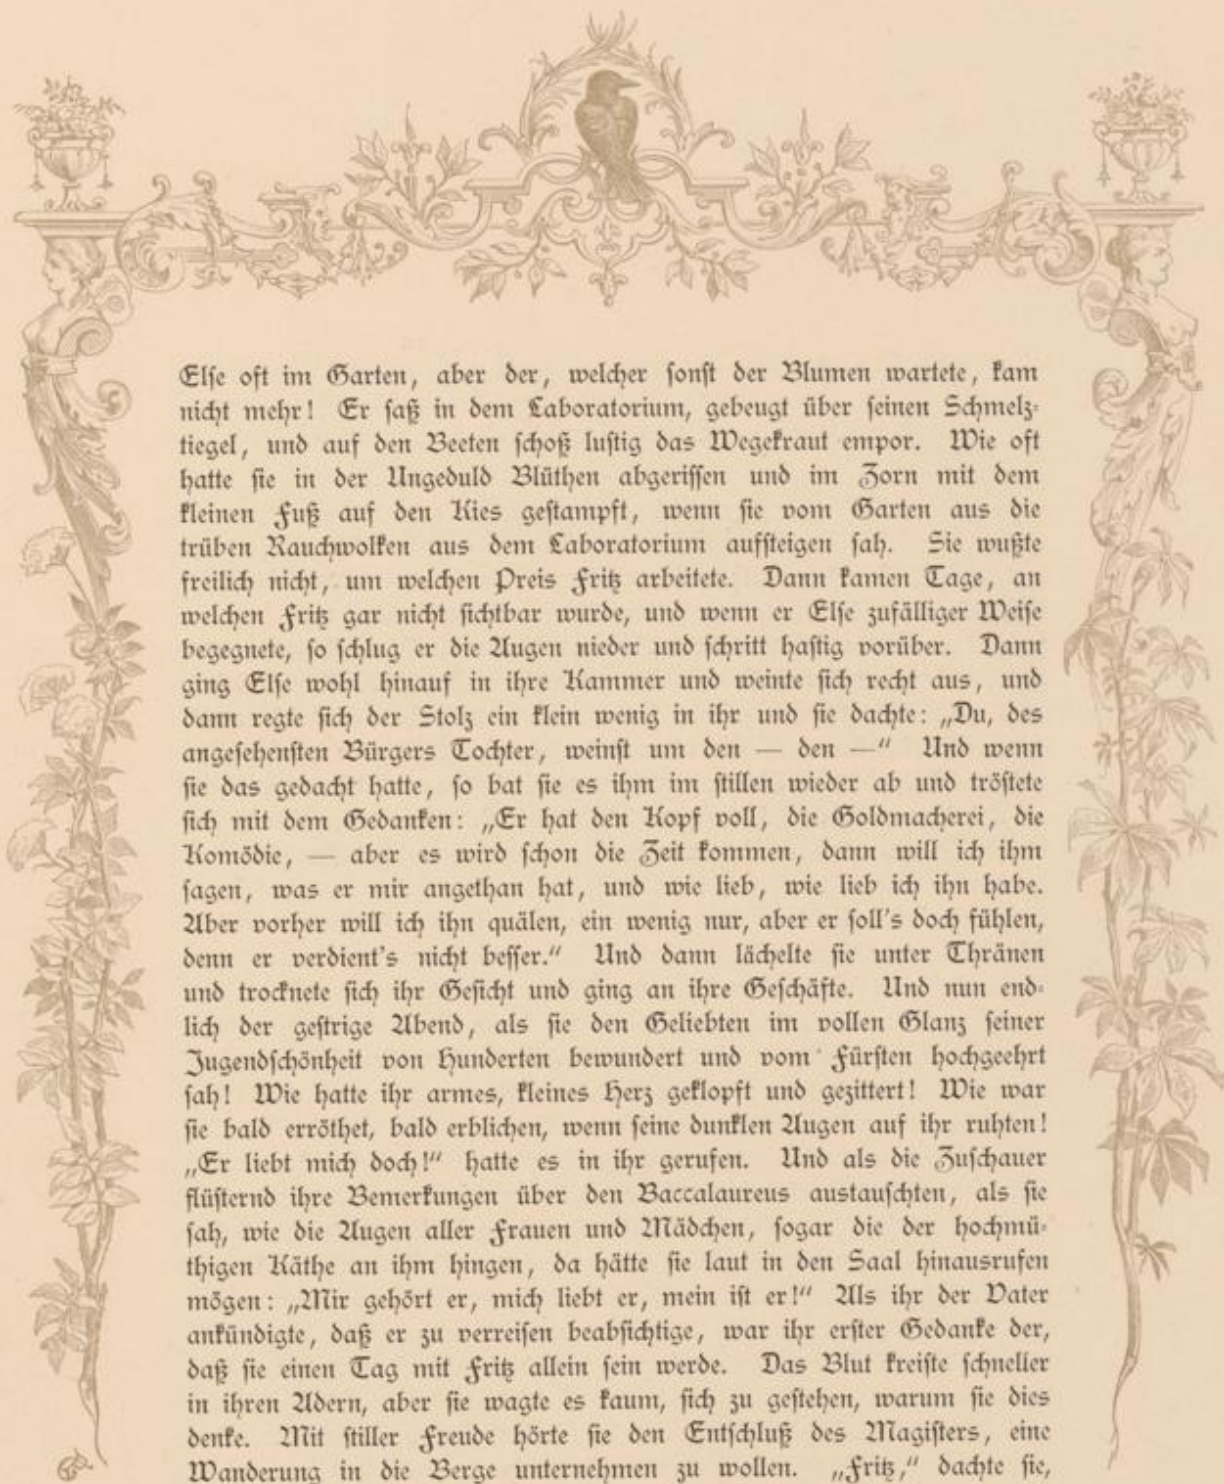 Else oft im Garten, aber der, welcher sonst der Blumen wartete, kam
nicht mehr! Er saß in dem Laboratorium, gebeugt über seinen Schmelz-
tiegel, und auf den Beeten schoß lustig das Wegekraut empor. Wie oft
hatte sie in der Ungeduld Blüthen abgerissen und im Zorn mit dem
kleinen Fuß auf den Kies gestampft, wenn sie vom Garten aus die
trüben Rauchwolken aus dem Laboratorium aufsteigen sah. Sie wußte
freilich nicht, um welchen Preis Fritz arbeitete. Dann kamen Tage, an
welchen Fritz gar nicht sichtbar wurde, und wenn er Else zufälliger Weise
begegnete, so schlug er die Augen nieder und schritt hastig vorüber. Dann
ging Else wohl hinauf in ihre Kammer und weinte sich recht aus, und
dann regte sich der Stolz ein klein wenig in ihr und sie dachte: „Du, des
angesehensten Bürgers Tochter, weinst um den — den —“ Und wenn
sie das gedacht hatte, so bat sie es ihm im stillen wieder ab und tröstete
sich mit dem Gedanken: „Er hat den Kopf voll, die Goldmacherei, die
Komödie, — aber es wird schon die Zeit kommen, dann will ich ihm
sagen, was er mir angethan hat, und wie lieb, wie lieb ich ihn habe.
Aber vorher will ich ihn quälen, ein wenig nur, aber er soll's doch fühlen,
denn er verdient's nicht besser.“ Und dann lächelte sie unter Thränen
und trocknete sich ihr Gesicht und ging an ihre Geschäfte. Und nun end-
lich der gestrige Abend, als sie den Geliebten im vollen Glanz seiner
Jugendschönheit von Hunderten bewundert und vom Fürsten hochgeehrt
sah! Wie hatte ihr armes, kleines Herz geklopft und gezittert! Wie war
sie bald erröthet, bald erblichen, wenn seine dunklen Augen auf ihr ruhten!
„Er liebt mich doch!“ hatte es in ihr gerufen. Und als die Zuschauer
flüsternd ihre Bemerkungen über den Baccalaureus austauschten, als sie
sah, wie die Augen aller Frauen und Mädchen, sogar die der hochmü-
thigen Käthe an ihm hingen, da hätte sie laut in den Saal hinausrufen
mögen: „Mir gehört er, mich liebt er, mein ist er!“ Als ihr der Vater
ankündigte, daß er zu verreisen beabsichtige, war ihr erster Gedanke der,
daß sie einen Tag mit Fritz allein sein werde. Das Blut kreiste schneller
in ihren Adern, aber sie wagte es kaum, sich zu gestehen, warum sie dies
denke. Mit stiller Freude hörte sie den Entschluß des Magisters, eine
Wanderung in die Berge unternehmen zu wollen. „Fritz,“ dachte sie,